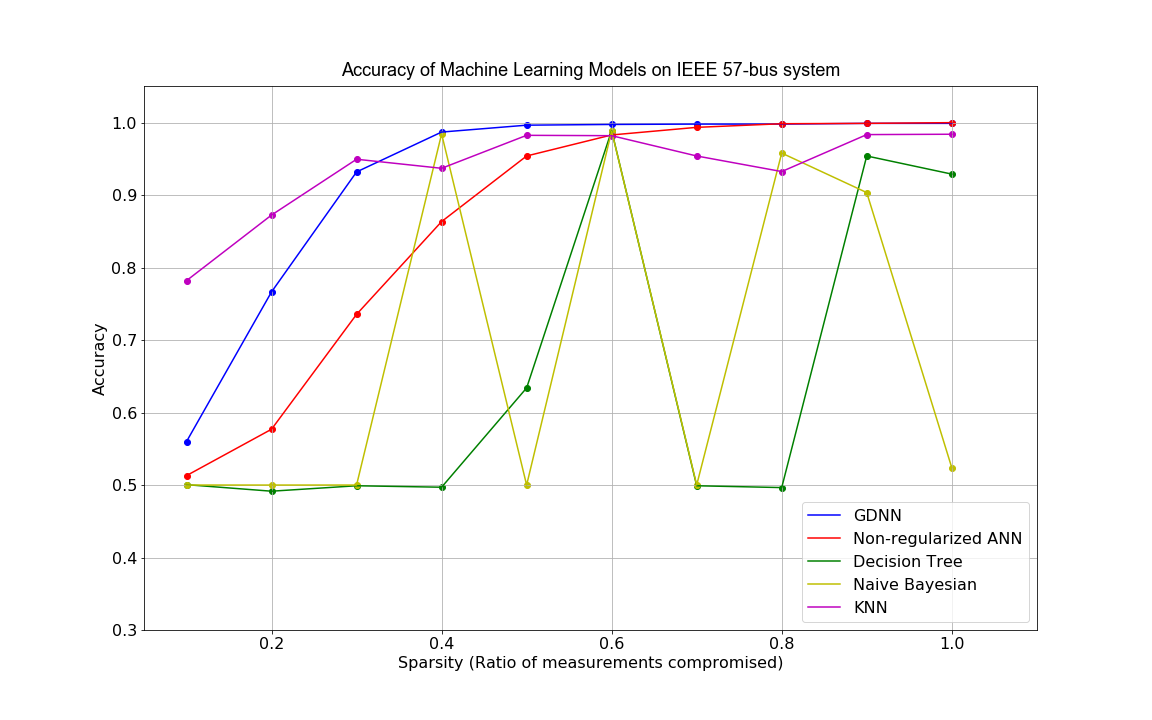 Accuracy of Machine Learning Models on IEEE 57-bus system
1.0
0.9
0.8
0.7
0.6
0.5
0.4
0.3
Accuracy
0.2 0.4 0.6 0.8 1.0
Sparsity (Ratio of measurements compromised)
GDNN
Non-regularized ANN
Decision Tree
Naive Bayesian
KNN